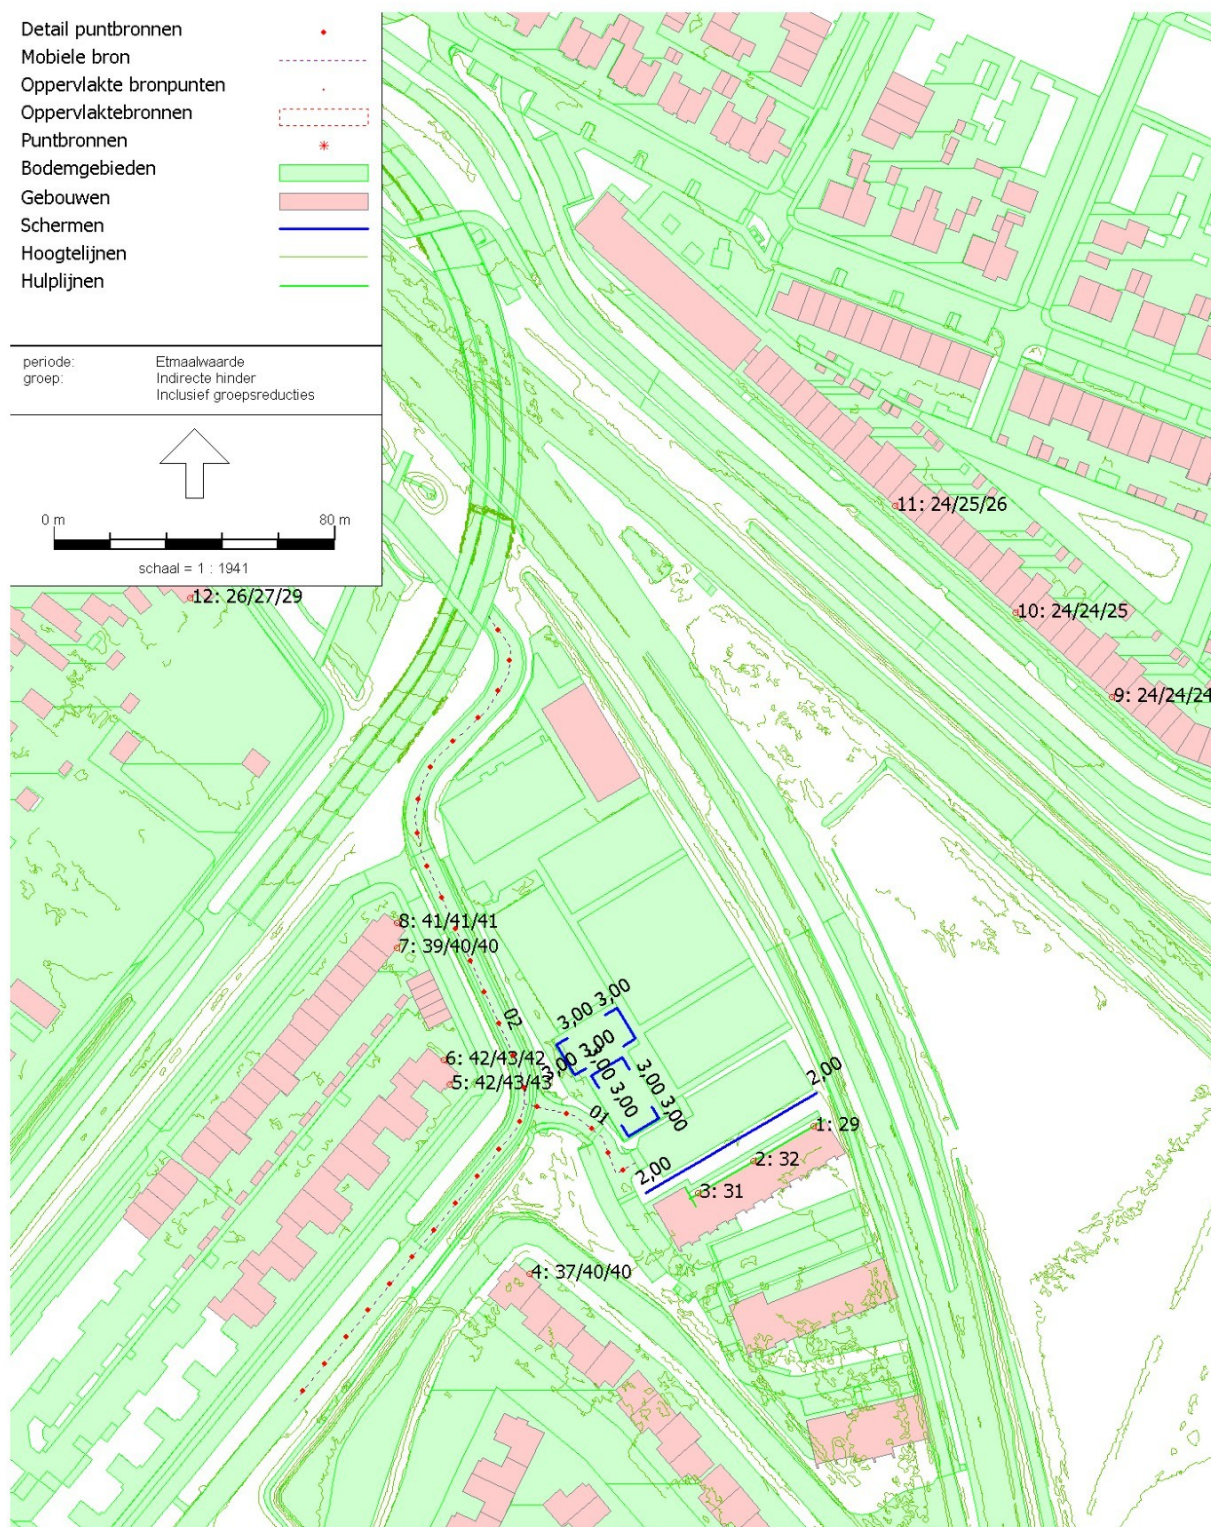 Detail puntbronnen
Mobiele bron
Oppervlakte bronpunten
Oppervlaktebronnen
Puntbronnen
Bodemgebieden
Gebouwen
Schermen
Hoogtelijnen
Hulplijnen
periode: Etmaalwaarde
groep: Indirecte hinder
Inclusief groepsreducties
0 m 80 m
schaal = 1 : 1941
11: 24/25/26
12: 26/27/29
10: 24/24/25
9: 24/24/24
8: 41/41/41
7: 39/40/40
02
3,00
3,00
3,00
3,00
3,00
3,00
3,00
3,00
6: 42/43/42
5: 42/43/43
01
2,00
1: 29
2: 32
2,00
3: 31
4: 37/40/40